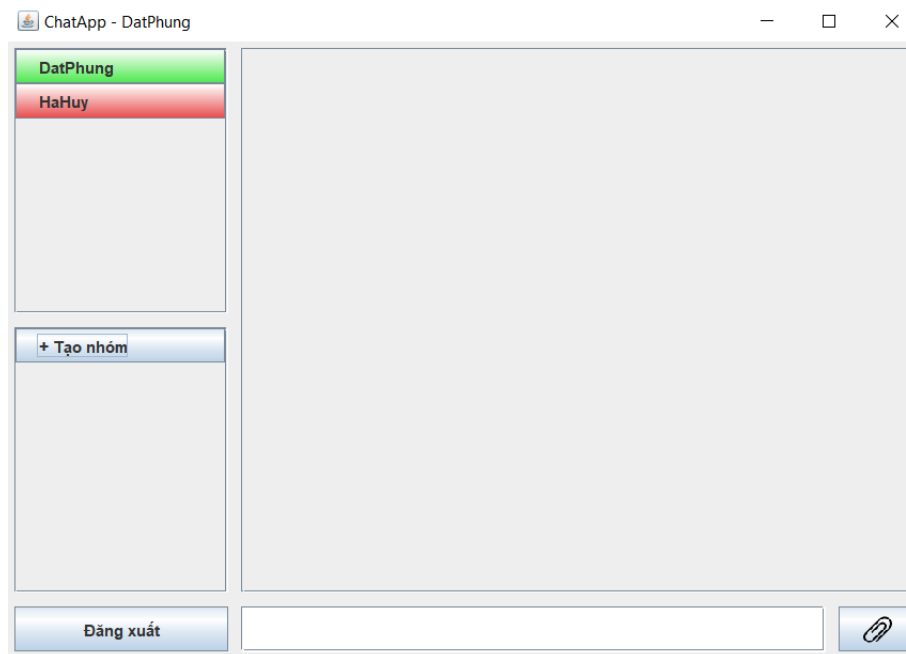 ChatApp - DatPhung
DatPhung
HaHuy
+ Tạo nhóm
Đăng xuất